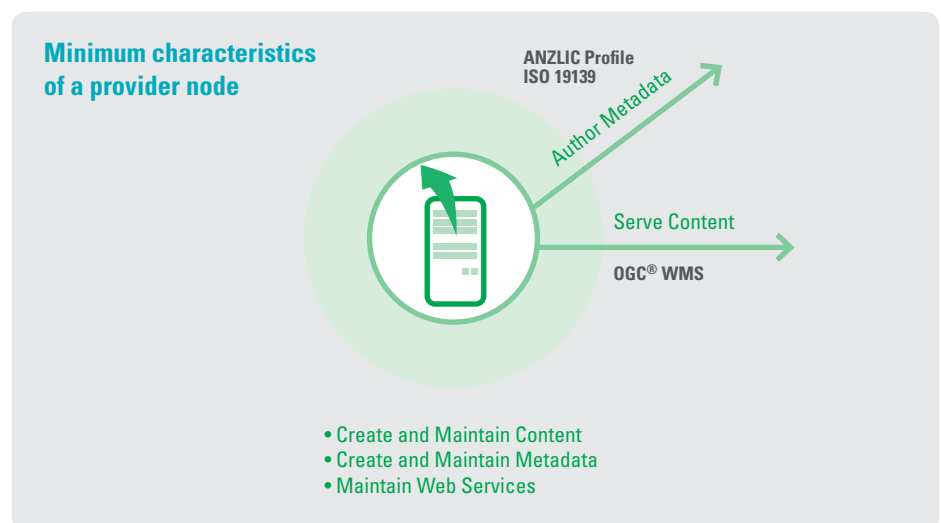 Minimum characteristics
of a provider node
ANZLIC Profile
ISO 19139
Author Metadata
Serve Content
OGC® WMS
• Create and Maintain Content
• Create and Maintain Metadata
• Maintain Web Services